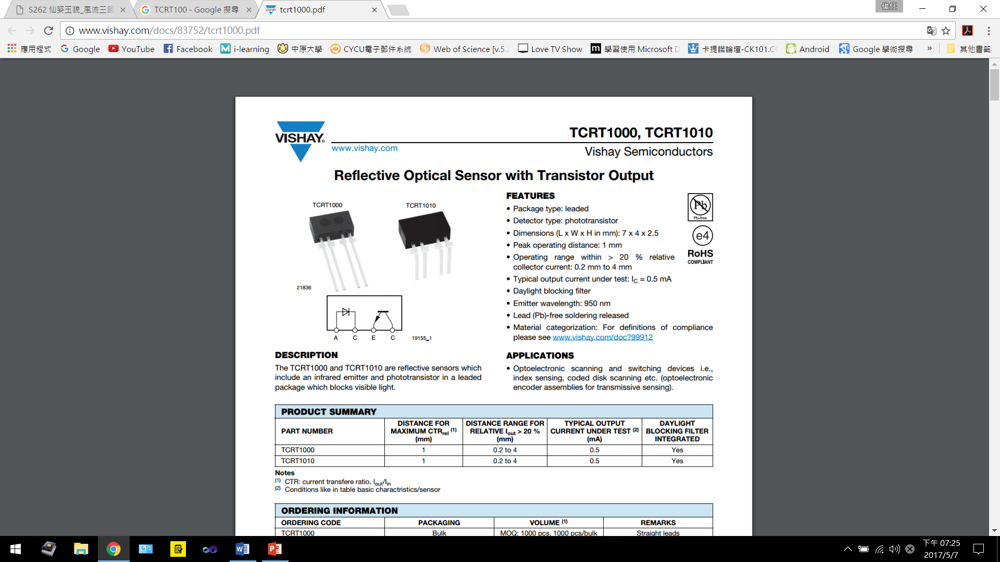 S262 仙姿玉貌_風流三國
TCRT100 - Google 搜尋
tcrt1000.pdf
俊任
www.vishay.com/docs/83752/tcrt1000.pdf
應用程式 Google YouTube Facebook i-learning 中原大學 CYCU電子郵件系統 Web of Science [v.5.2 Love TV Show 學習使用 Microsoft D 卡提諾論壇-CK101.CO Android Google 學術搜尋 » 其他書籤
VISHAY®
www.vishay.com
TCRT1000, TCRT1010
Vishay Semiconductors
Reflective Optical Sensor with Transistor Output
TCRT1000
TCRT1010
21836
A C E C
19155_1
FEATURES
• Package type: leaded
• Detector type: phototransistor
• Dimensions (L x W x H in mm): 7 x 4 x 2.5
• Peak operating distance: 1 mm
• Operating range within > 20 % relative
collector current: 0.2 mm to 4 mm
• Typical output current under test: IC = 0.5 mA
• Daylight blocking filter
• Emitter wavelength: 950 nm
• Lead (Pb)-free soldering released
• Material categorization: For definitions of compliance
please see www.vishay.com/doc?99912
Pb
Pb-free
e4
RoHS
COMPLIANT
DESCRIPTION
The TCRT1000 and TCRT1010 are reflective sensors which
include an infrared emitter and phototransistor in a leaded
package which blocks visible light.
APPLICATIONS
• Optoelectronic scanning and switching devices i.e.,
index sensing, coded disk scanning etc. (optoelectronic
encoder assemblies for transmissive sensing).
PRODUCT SUMMARY
PART NUMBER
DISTANCE FOR
MAXIMUM CTRrel (1)
(mm)
DISTANCE RANGE FOR
RELATIVE Iout > 20 %
(mm)
TYPICAL OUTPUT
CURRENT UNDER TEST (2)
(mA)
DAYLIGHT
BLOCKING FILTER
INTEGRATED
TCRT1000 1 0.2 to 4 0.5 Yes
TCRT1010 1 0.2 to 4 0.5 Yes
Notes
(1) CTR: current transfere ratio, Iout/Iin
(2) Conditions like in table basic charactristics/sensor
ORDERING INFORMATION
ORDERING CODE PACKAGING VOLUME (1) REMARKS
TCRT1000 Bulk MOQ: 1000 pcs, 1000 pcs/bulk Straight leads
下午 07:25
2017/5/7